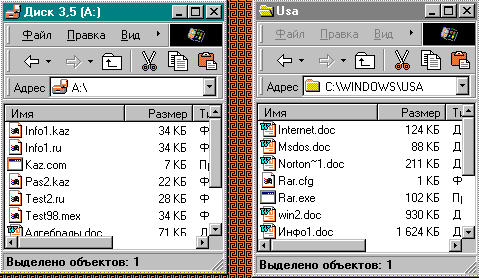 Диск 3,5 (A:)
Файл Правка Вид
Адрес A:\
Имя Размер Ти
Info1.kaz 34 КБ Ф
Info1.ru 34 КБ Ф
Kaz.com 7 КБ Пр
Pas2.kaz 22 КБ Ф
Test2.ru 28 КБ Ф
Test98.mex 34 КБ Ф
Алгебралы.doc 71 КБ Д
Выделено объектов: 1
Usa
Файл Правка Вид
Адрес C:\WINDOWS\USA
Имя Размер Ти
Internet.doc 124 КБ Д
Msdos.doc 88 КБ Д
Norton~1.doc 211 КБ Д
Rar.cfg 1 КБ Ф
Rar.exe 102 КБ Пр
win2.doc 930 КБ Д
Инфо1.doc 1 624 КБ Д
Выделено объектов: 1